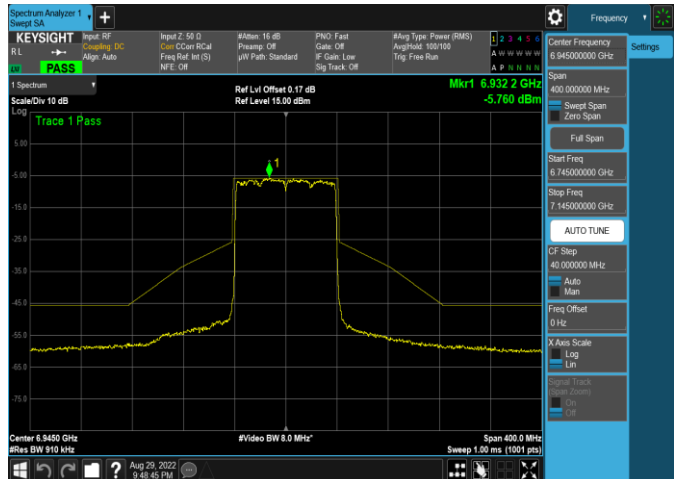 Spectrum Analyzer 1
Swept SA
Frequency
KEYSIGHT
RL
PASS
Input: RF
Coupling: DC
Align: Auto
Input Z: 50 Ω
Corr CCorr RCal
Freq Ref: Int (S)
NFE: Off
#Atten: 16 dB
Preamp: Off
µW Path: Standard
PNO: Fast
Gate: Off
IF Gain: Low
Sig Track: Off
#Avg Type: Power (RMS)
Avg|Hold: 100/100
Trig: Free Run
1 2 3 4 5 6
A W W W W W
A P N N N N
1 Spectrum
Scale/Div 10 dB
Ref Lvl Offset 0.17 dB
Ref Level 15.00 dBm
Mkr1 6.932 2 GHz
-5.760 dBm
Log
Trace 1 Pass
1
5.00
-5.00
-15.0
-25.0
-35.0
-45.0
-55.0
-65.0
-75.0
Center 6.9450 GHz
#Res BW 910 kHz
#Video BW 8.0 MHz*
Span 400.0 MHz
Sweep 1.00 ms (1001 pts)
Aug 29, 2022
9:48:45 PM
Center Frequency
6.945000000 GHz
Settings
Span
400.000000 MHz
Swept Span
Zero Span
Full Span
Start Freq
6.745000000 GHz
Stop Freq
7.145000000 GHz
AUTO TUNE
CF Step
40.000000 MHz
Auto
Man
Freq Offset
0 Hz
X Axis Scale
Log
Lin
Signal Track
(Span Zoom)
On
Off